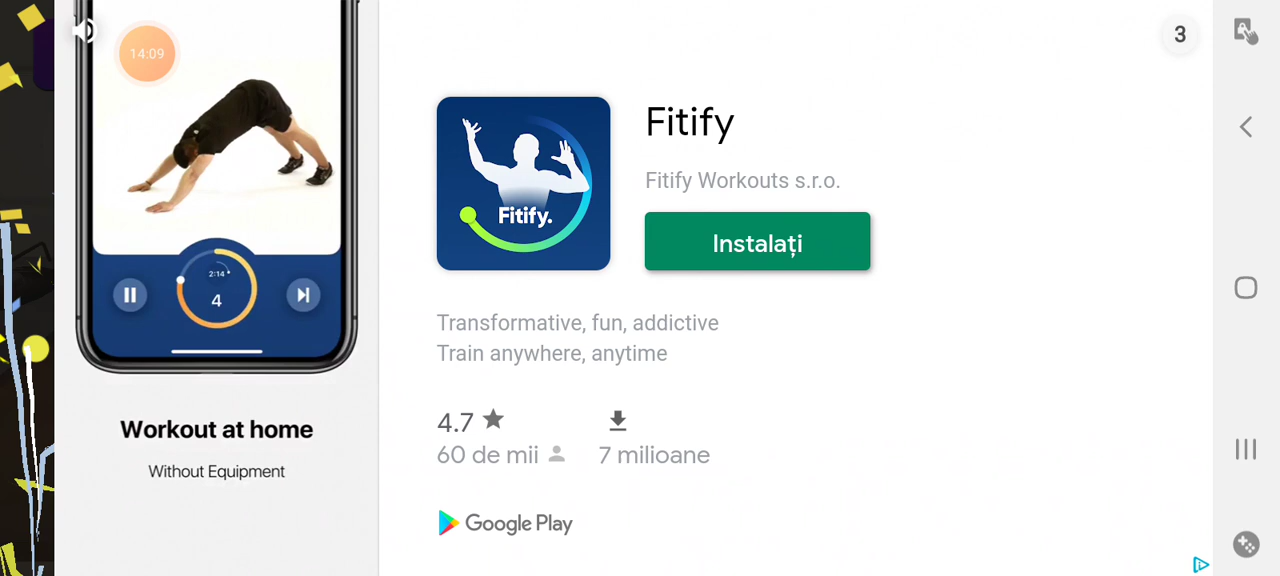 14:09
2:14
4
Workout at home
Without Equipment
3
Fitify.
Fitify
Fitify Workouts s.r.o.
Instalați
Transformative, fun, addictive
Train anywhere, anytime
4.7
60 de mii
7 milioane
Google Play